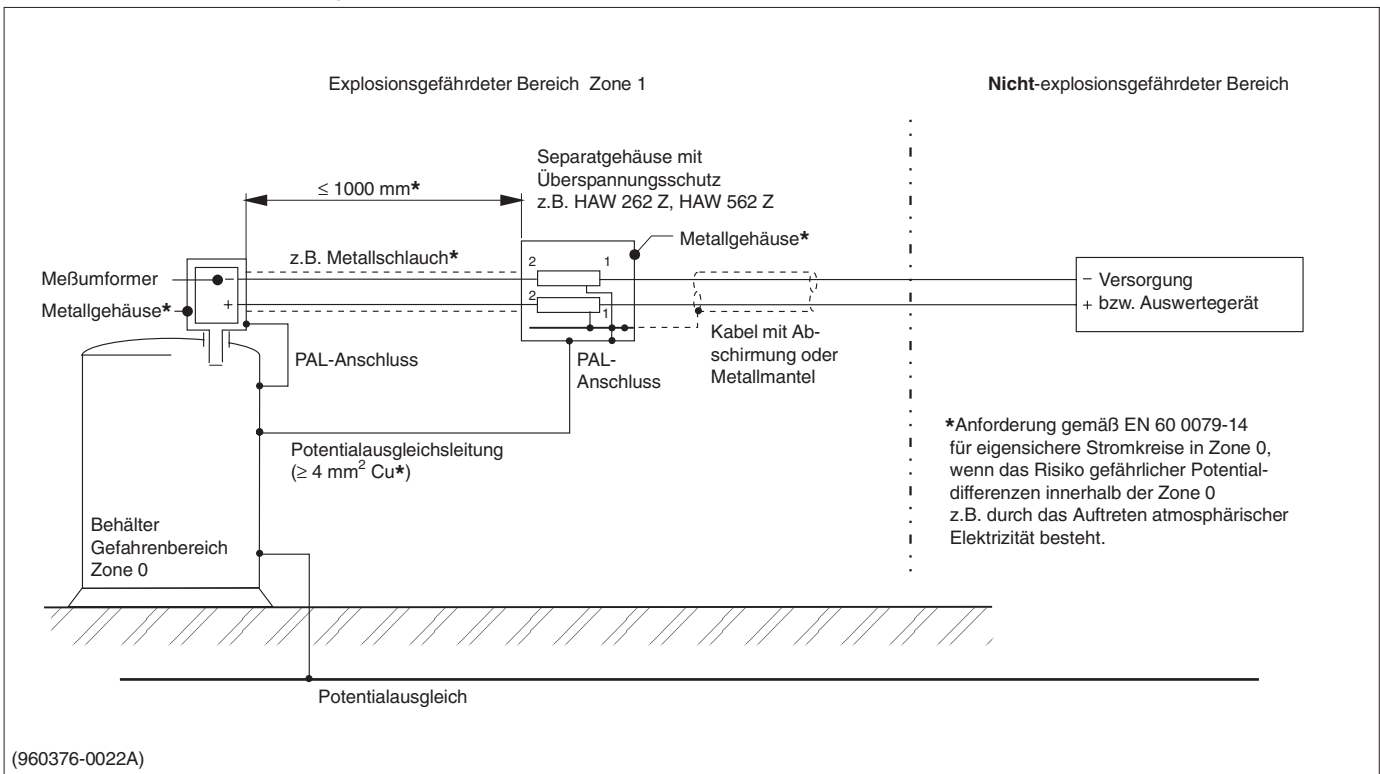 Explosionsgefährdeter Bereich Zone 1
Nicht-explosionsgefährdeter Bereich
Separatgehäuse mit
Überspannungsschutz
z.B. HAW 262 Z, HAW 562 Z
≤ 1000 mm*
Metallgehäuse*
z.B. Metallschlauch*
2
1
2
1
Meßumformer
Metallgehäuse*
–
+
– Versorgung
+ bzw. Auswertegerät
PAL-Anschluss
PAL-
Anschluss
Kabel mit Ab-
schirmung oder
Metallmantel
Potentialausgleichsleitung
(≥ 4 mm² Cu*)
*Anforderung gemäß EN 60 0079-14
für eigensichere Stromkreise in Zone 0,
wenn das Risiko gefährlicher Potential-
differenzen innerhalb der Zone 0
z.B. durch das Auftreten atmosphärischer
Elektrizität besteht.
Behälter
Gefahrenbereich
Zone 0
Potentialausgleich
(960376-0022A)